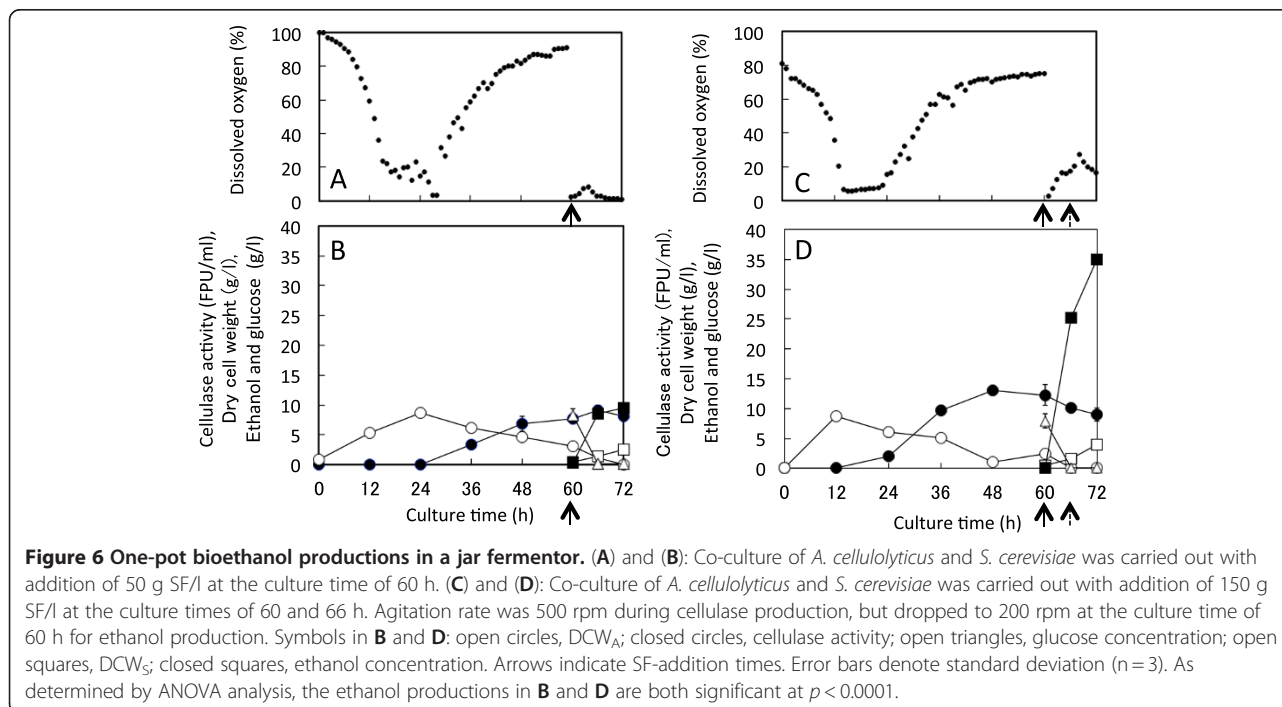 100
80
60
40
20
0
Dissolved oxygen (%)
A
100
80
60
40
20
0
Dissolved oxygen (%)
C
40
35
30
25
20
15
10
5
0
Cellulase activity (FPU/ml),
Dry cell weight (g/l),
Ethanol and glucose (g/l)
B
0 12 24 36 48 60 72
Culture time (h)
40
35
30
25
20
15
10
5
0
Cellulase activity (FPU/ml),
Dry cell weight (g/l),
Ethanol and glucose (g/l)
D
0 12 24 36 48 60 72
Culture time (h)
Figure 6 One-pot bioethanol productions in a jar fermentor. (A) and (B): Co-culture of A. cellulolyticus and S. cerevisiae was carried out with
addition of 50 g SF/l at the culture time of 60 h. (C) and (D): Co-culture of A. cellulolyticus and S. cerevisiae was carried out with addition of 150 g
SF/l at the culture times of 60 and 66 h. Agitation rate was 500 rpm during cellulase production, but dropped to 200 rpm at the culture time of
60 h for ethanol production. Symbols in B and D: open circles, DCWA; closed circles, cellulase activity; open triangles, glucose concentration; open
squares, DCWS; closed squares, ethanol concentration. Arrows indicate SF-addition times. Error bars denote standard deviation (n = 3). As
determined by ANOVA analysis, the ethanol productions in B and D are both significant at p < 0.0001.